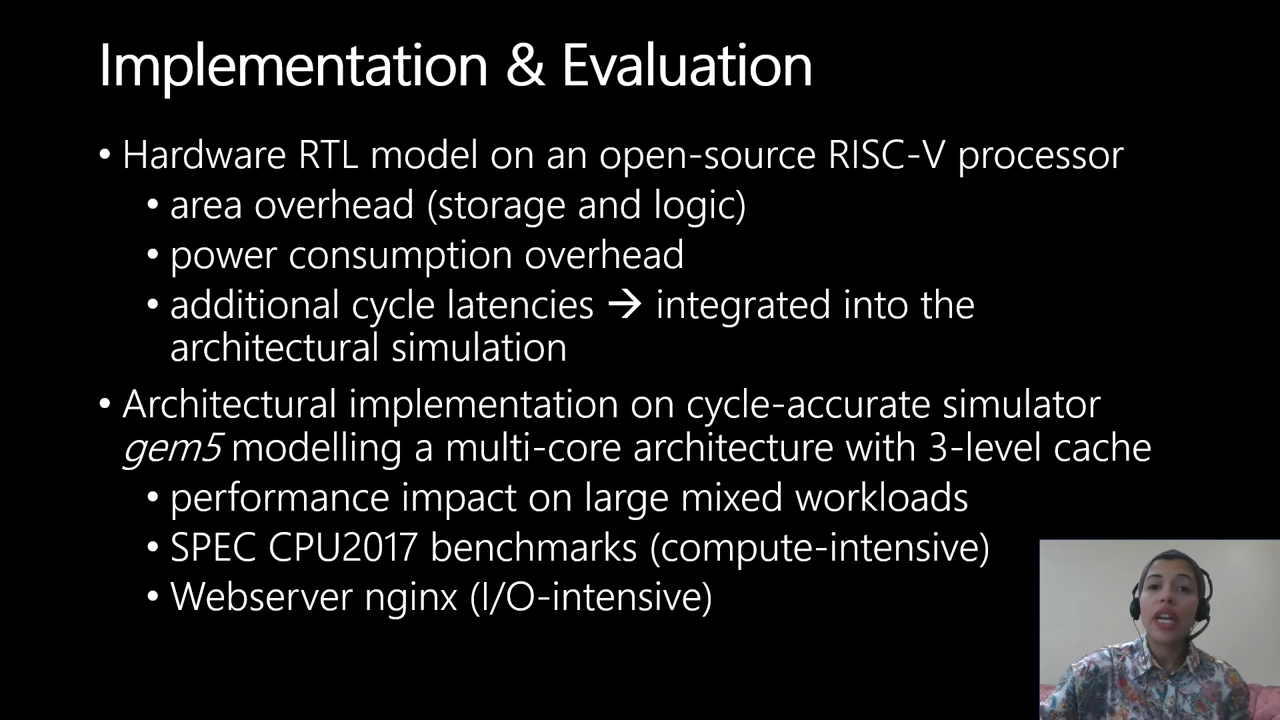 Implementation & Evaluation
• Hardware RTL model on an open-source RISC-V processor
• area overhead (storage and logic)
• power consumption overhead
• additional cycle latencies → integrated into the
architectural simulation
• Architectural implementation on cycle-accurate simulator
gem5 modelling a multi-core architecture with 3-level cache
• performance impact on large mixed workloads
• SPEC CPU2017 benchmarks (compute-intensive)
• Webserver nginx (I/O-intensive)